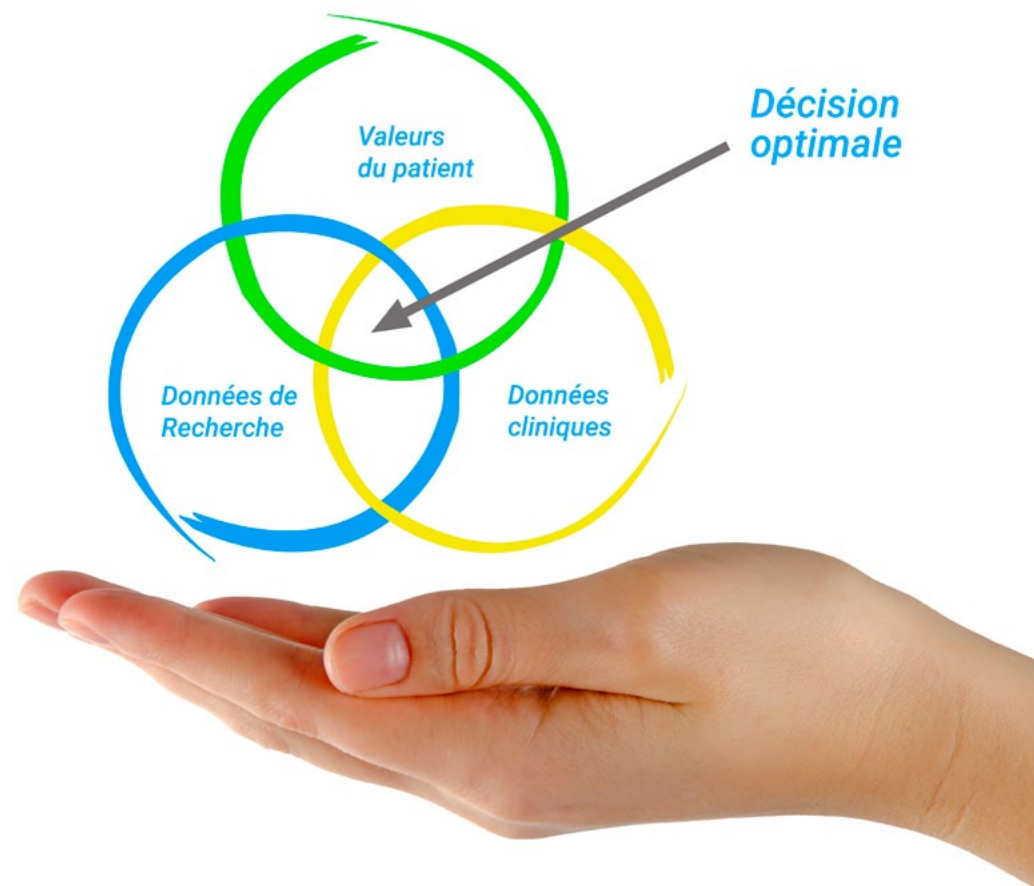 Valeurs
du patient
Décision
optimale
Données de
Recherche
Données
cliniques